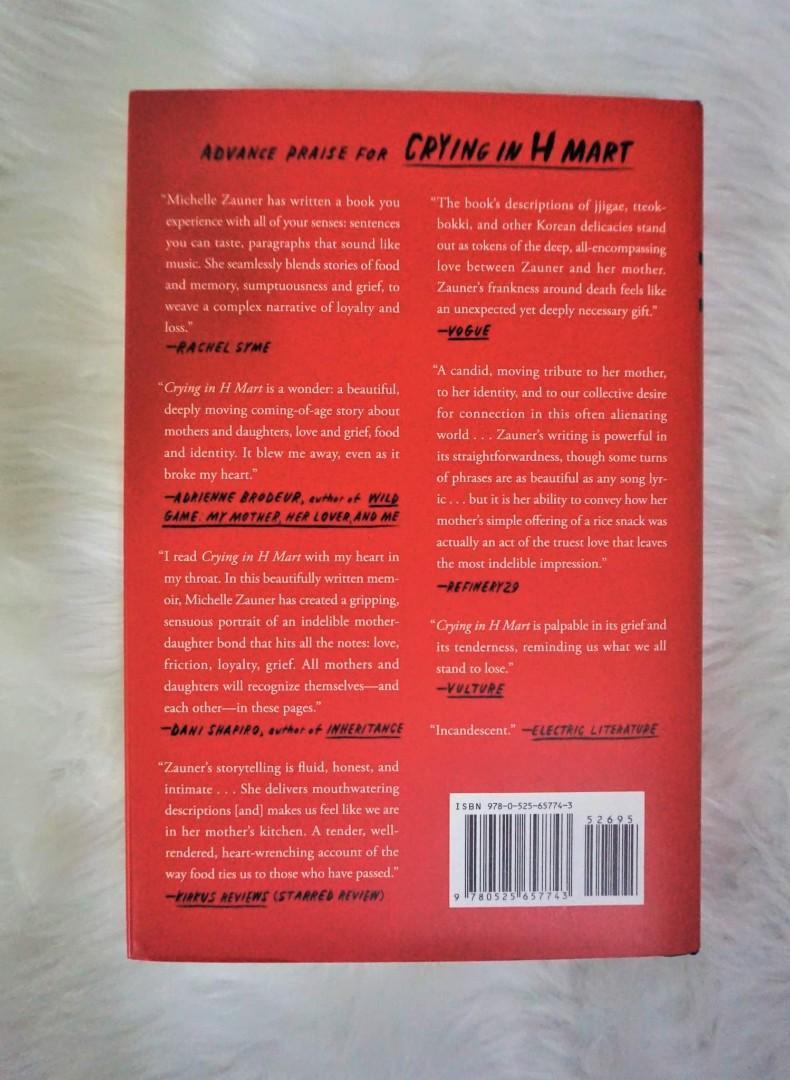 ADVANCE PRAISE FOR CRYING IN H MART
“Michelle Zauner has written a book you
experience with all of your senses: sentences
you can taste, paragraphs that sound like
music. She seamlessly blends stories of food
and memory, sumptuousness and grief, to
weave a complex narrative of loyalty and
loss.”
—RACHEL SYME
“Crying in H Mart is a wonder: a beautiful,
deeply moving coming-of-age story about
mothers and daughters, love and grief, food
and identity. It blew me away, even as it
broke my heart.”
—ADRIENNE BRODEUR, author of WILD
GAME: MY MOTHER, HER LOVER, AND ME
“I read Crying in H Mart with my heart in
my throat. In this beautifully written mem-
oir, Michelle Zauner has created a gripping,
sensuous portrait of an indelible mother-
daughter bond that hits all the notes: love,
friction, loyalty, grief. All mothers and
daughters will recognize themselves—and
each other—in these pages.”
—DANI SHAPIRO, author of INHERITANCE
“Zauner’s storytelling is fluid, honest, and
intimate . . . She delivers mouthwatering
descriptions [and] makes us feel like we are
in her mother’s kitchen. A tender, well-
rendered, heart-wrenching account of the
way food ties us to those who have passed.”
—KIRKUS REVIEWS (STARRED REVIEW)
“The book’s descriptions of jjigae, tteok-
bokki, and other Korean delicacies stand
out as tokens of the deep, all-encompassing
love between Zauner and her mother.
Zauner’s frankness around death feels like
an unexpected yet deeply necessary gift.”
—VOGUE
“A candid, moving tribute to her mother,
to her identity, and to our collective desire
for connection in this often alienating
world . . . Zauner’s writing is powerful in
its straightforwardness, though some turns
of phrases are as beautiful as any song lyr-
ic . . . but it is her ability to convey how her
mother’s simple offering of a rice snack was
actually an act of the truest love that leaves
the most indelible impression.”
—REFINERY29
“Crying in H Mart is palpable in its grief and
its tenderness, reminding us what we all
stand to lose.”
—VULTURE
“Incandescent.” —ELECTRIC LITERATURE
ISBN 978-0-525-65774-3
52695
9 780525 657743